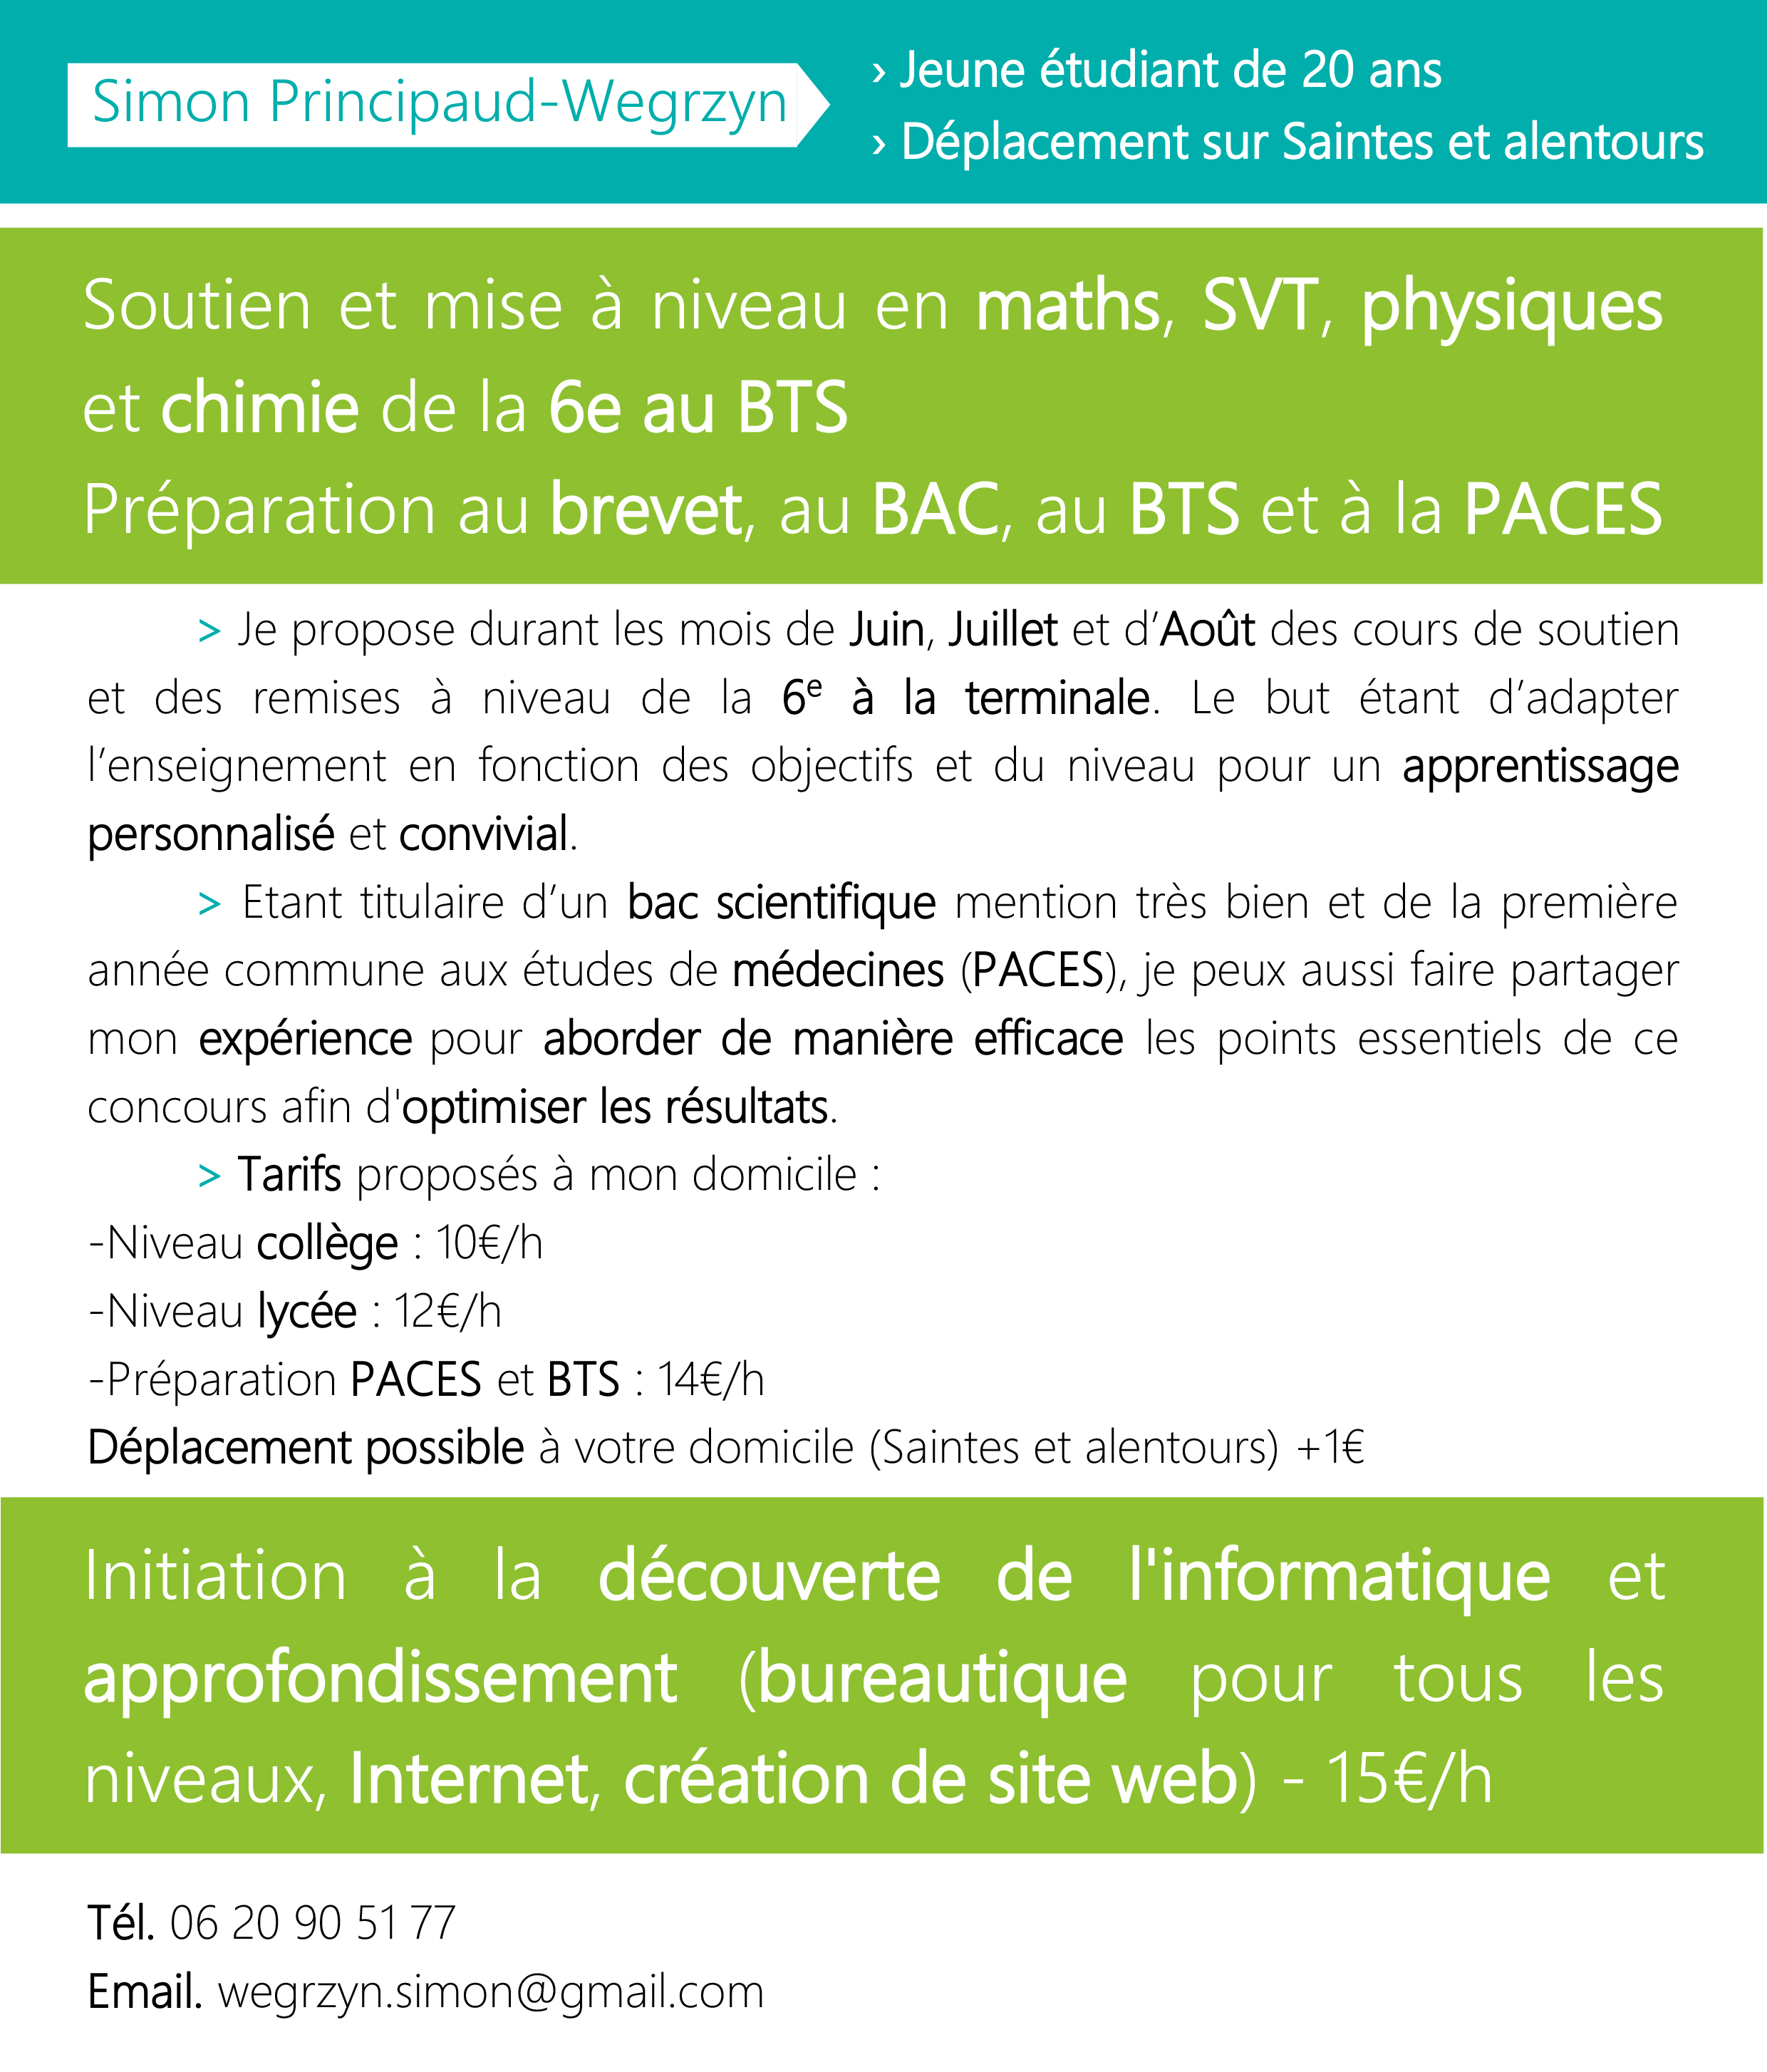 Simon Principaud-Wegrzyn
› Jeune étudiant de 20 ans
› Déplacement sur Saintes et alentours
Soutien et mise à niveau en maths, SVT, physiques
et chimie de la 6e au BTS
Préparation au brevet, au BAC, au BTS et à la PACES
> Je propose durant les mois de Juin, Juillet et d’Août des cours de soutien
et des remises à niveau de la 6ᵉ à la terminale. Le but étant d’adapter
l’enseignement en fonction des objectifs et du niveau pour un apprentissage
personnalisé et convivial.
> Etant titulaire d’un bac scientifique mention très bien et de la première
année commune aux études de médecines (PACES), je peux aussi faire partager
mon expérience pour aborder de manière efficace les points essentiels de ce
concours afin d'optimiser les résultats.
> Tarifs proposés à mon domicile :
-Niveau collège : 10€/h
-Niveau lycée : 12€/h
-Préparation PACES et BTS : 14€/h
Déplacement possible à votre domicile (Saintes et alentours) +1€
Initiation à la découverte de l'informatique et
approfondissement (bureautique pour tous les
niveaux, Internet, création de site web) - 15€/h
Tél. 06 20 90 51 77
Email. wegrzyn.simon@gmail.com